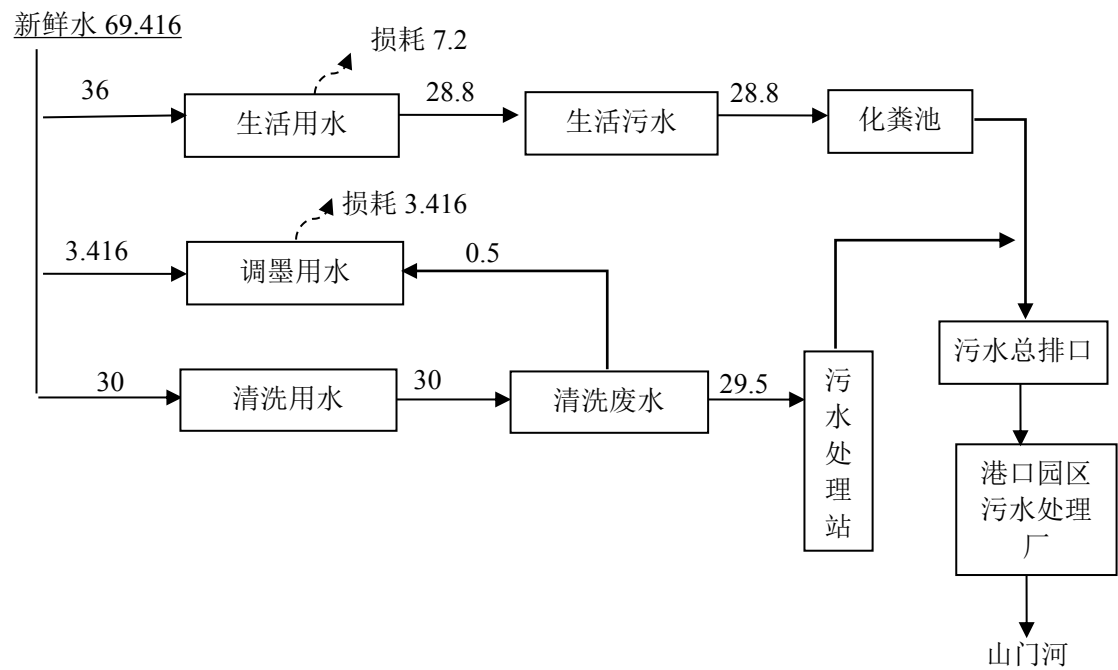 新鲜水 69.416
损耗 7.2
36
生活用水
28.8
生活污水
28.8
化粪池
损耗 3.416
3.416
调墨用水
0.5
30
清洗用水
30
清洗废水
29.5
污
水
处
理
站
污水总排口
港口园区
污水处理
厂
山门河